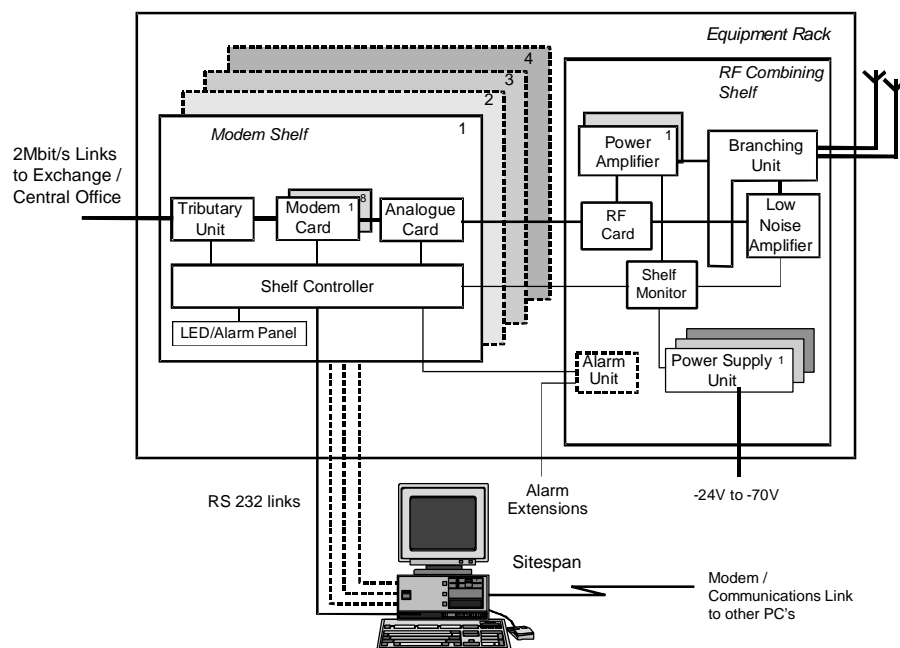 Equipment Rack
4
3
2
1
Modem Shelf
RF Combining
Shelf
2Mbit/s Links
to Exchange /
Central Office
Tributary
Unit
Modem 1
Card
8
Analogue
Card
Shelf Controller
LED/Alarm Panel
Power 1
Amplifier
Branching
Unit
RF
Card
Low
Noise
Amplifier
Shelf
Monitor
Alarm
Unit
Power Supply 1
Unit
RS 232 links
Alarm
Extensions
-24V to -70V
Sitespan
Modem /
Communications Link
to other PC's